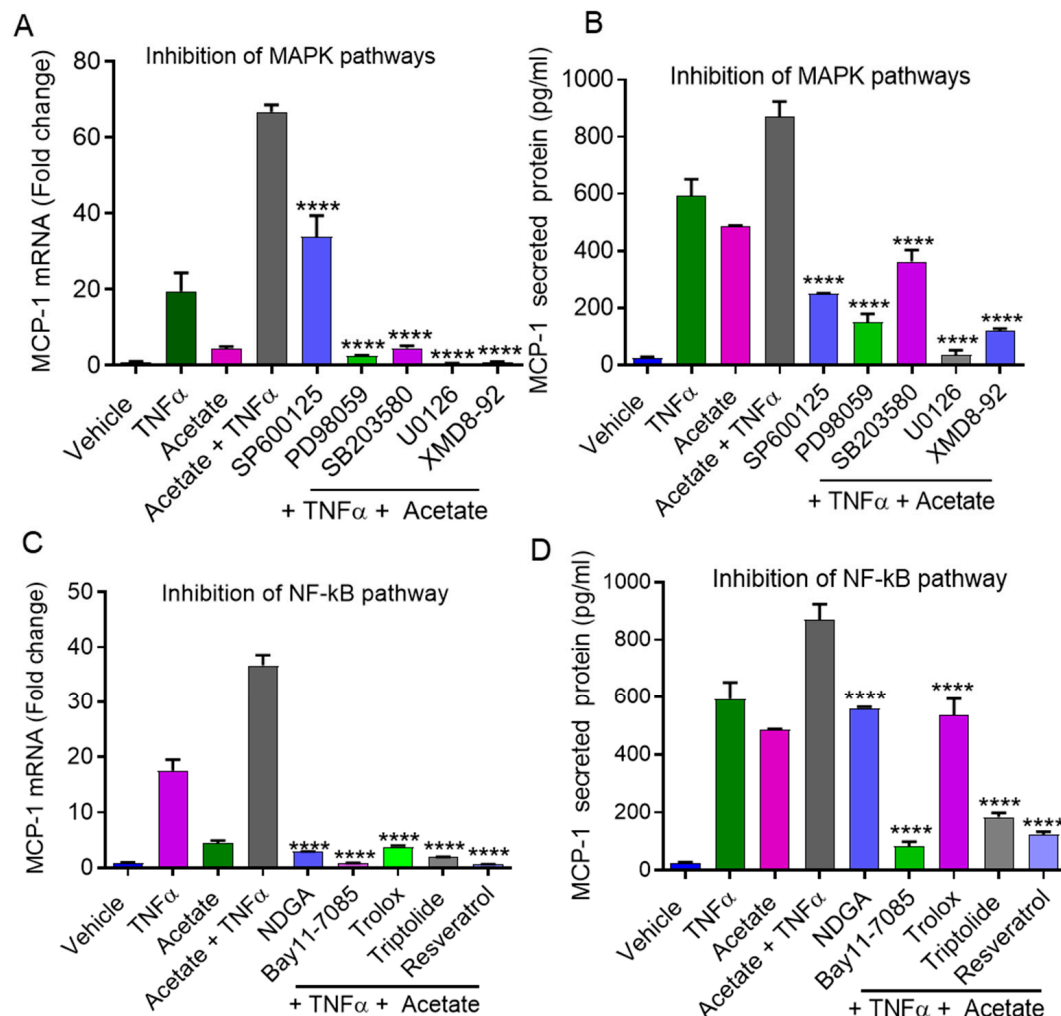 A
Inhibition of MAPK pathways
MCP-1 mRNA (Fold change)
80
60
40
20
0
****
****
****
****
****
Vehicle
TNFα
Acetate
Acetate + TNFα
SP600125
PD98059
SB203580
U0126
XMD8-92
+ TNFα + Acetate
B
Inhibition of MAPK pathways
MCP-1 secreted protein (pg/ml)
1000
800
600
400
200
0
****
****
****
****
****
Vehicle
TNFα
Acetate
Acetate + TNFα
SP600125
PD98059
SB203580
U0126
XMD8-92
+ TNFα + Acetate
C
Inhibition of NF-kB pathway
MCP-1 mRNA (Fold change)
50
40
30
20
10
0
****
****
****
****
****
Vehicle
TNFα
Acetate
Acetate + TNFα
NDGA
Bay11-7085
Trolox
Triptolide
Resveratrol
+ TNFα + Acetate
D
Inhibition of NF-kB pathway
MCP-1 secreted protein (pg/ml)
1000
800
600
400
200
0
****
****
****
****
****
Vehicle
TNFα
Acetate
Acetate + TNFα
NDGA
Bay11-7085
Trolox
Triptolide
Resveratrol
+ TNFα + Acetate